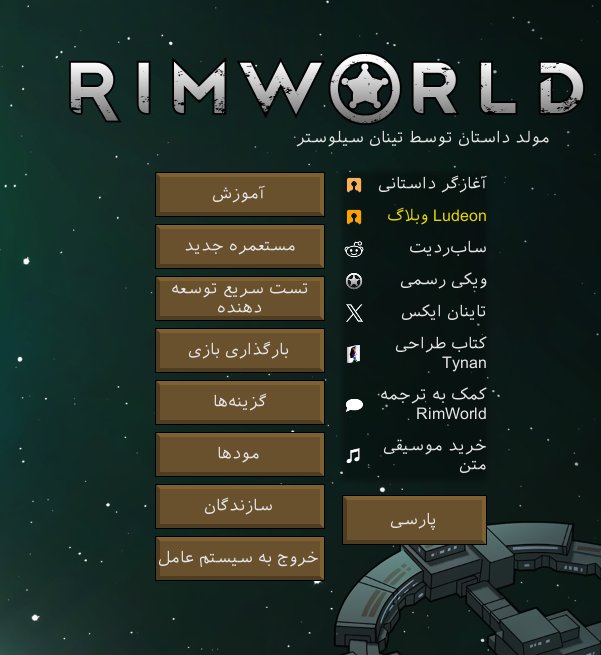 RIMWORLD
مولد داستان توسط تینان سیلوستر
آغازگر داستانی
Ludeon وبلاگ
ساب‌ردیت
ویکی رسمی
تاینان ایکس
کتاب طراحی
Tynan
کمک به ترجمه
RimWorld
خرید موسیقی
متن
پارسی
آموزش
مستعمره جدید
تست سریع توسعه
دهنده
بارگذاری بازی
گزینه‌ها
مودها
سازندگان
خروج به سیستم عامل